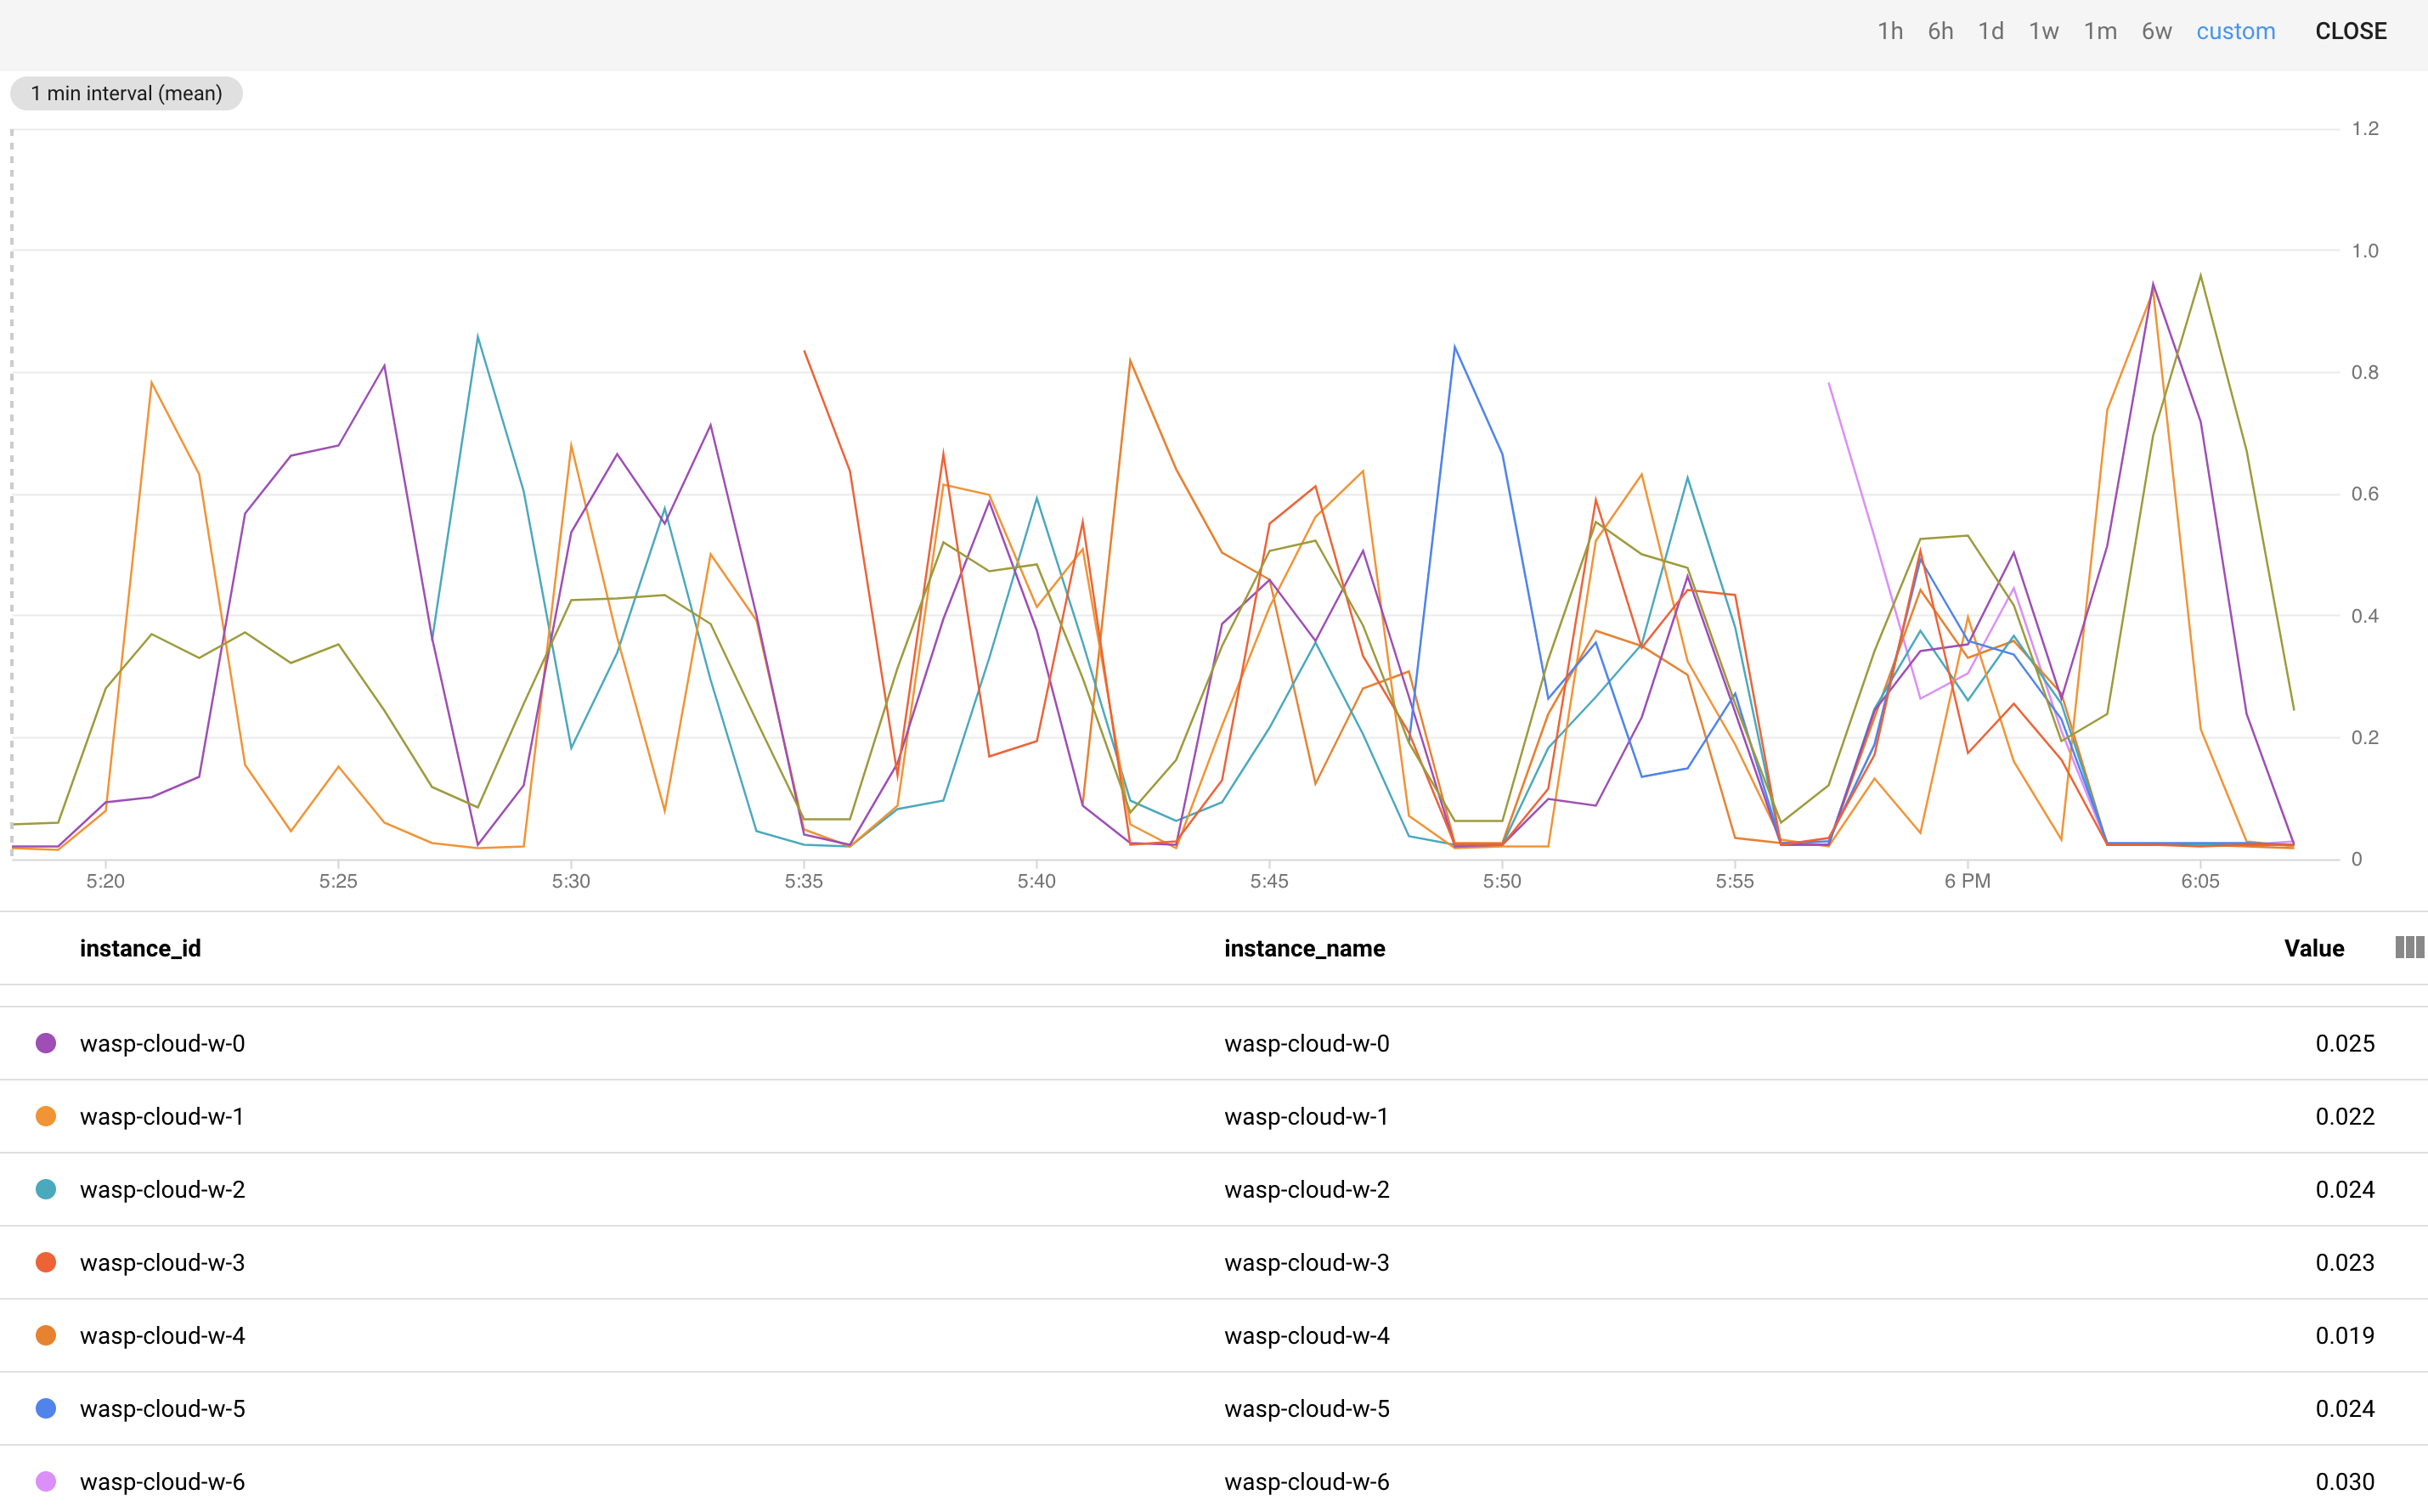 1h 6h 1d 1w 1m 6w custom CLOSE
1 min interval (mean)
1.2
1.0
0.8
0.6
0.4
0.2
0
5:20 5:25 5:30 5:35 5:40 5:45 5:50 5:55 6 PM 6:05
instance_id instance_name Value
wasp-cloud-w-0 wasp-cloud-w-0 0.025
wasp-cloud-w-1 wasp-cloud-w-1 0.022
wasp-cloud-w-2 wasp-cloud-w-2 0.024
wasp-cloud-w-3 wasp-cloud-w-3 0.023
wasp-cloud-w-4 wasp-cloud-w-4 0.019
wasp-cloud-w-5 wasp-cloud-w-5 0.024
wasp-cloud-w-6 wasp-cloud-w-6 0.030